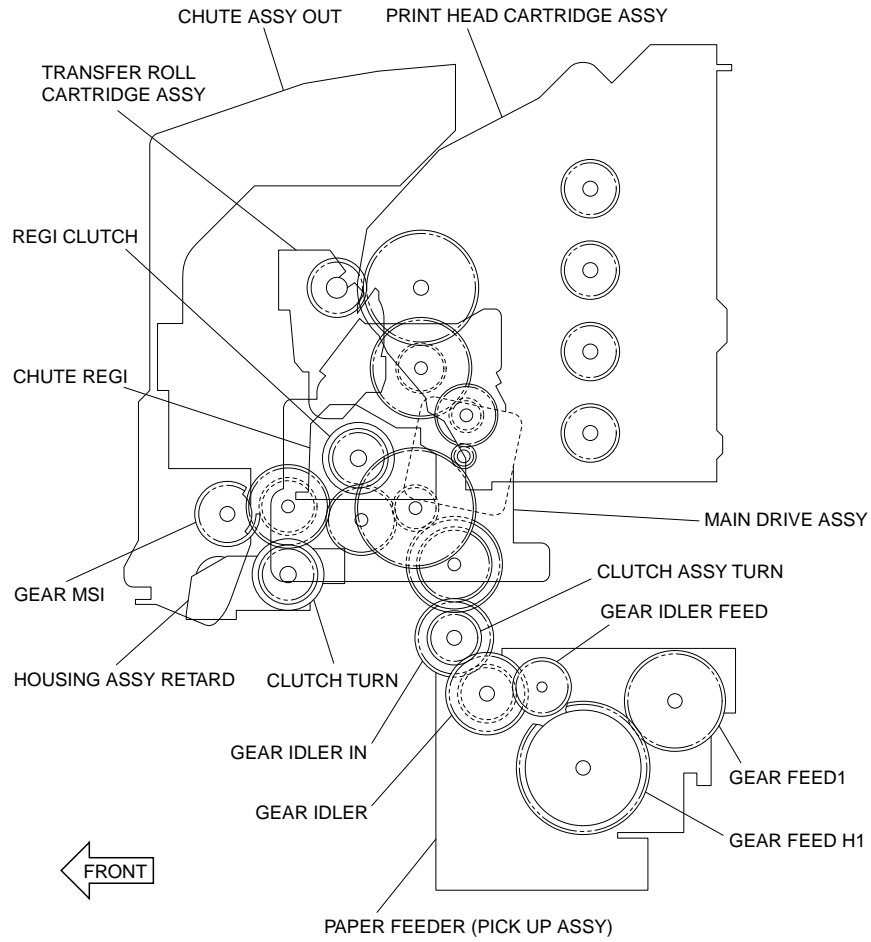 CHUTE ASSY OUT
PRINT HEAD CARTRIDGE ASSY
TRANSFER ROLL
CARTRIDGE ASSY
REGI CLUTCH
CHUTE REGI
MAIN DRIVE ASSY
CLUTCH ASSY TURN
GEAR MSI
GEAR IDLER FEED
HOUSING ASSY RETARD
CLUTCH TURN
GEAR IDLER IN
GEAR FEED1
GEAR IDLER
GEAR FEED H1
FRONT
PAPER FEEDER (PICK UP ASSY)